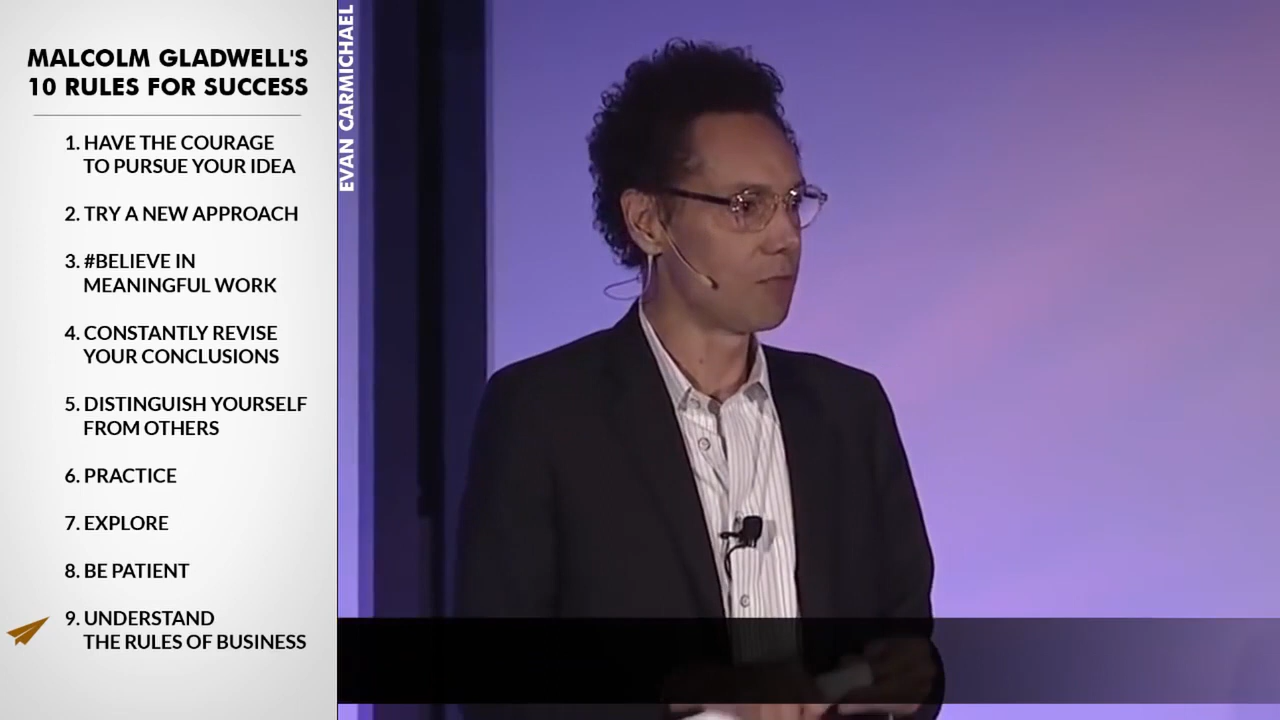 MALCOLM GLADWELL'S
10 RULES FOR SUCCESS
1. HAVE THE COURAGE
TO PURSUE YOUR IDEA
2. TRY A NEW APPROACH
3. #BELIEVE IN
MEANINGFUL WORK
4. CONSTANTLY REVISE
YOUR CONCLUSIONS
5. DISTINGUISH YOURSELF
FROM OTHERS
6. PRACTICE
7. EXPLORE
8. BE PATIENT
9. UNDERSTAND
THE RULES OF BUSINESS
EVAN CARMICHAEL